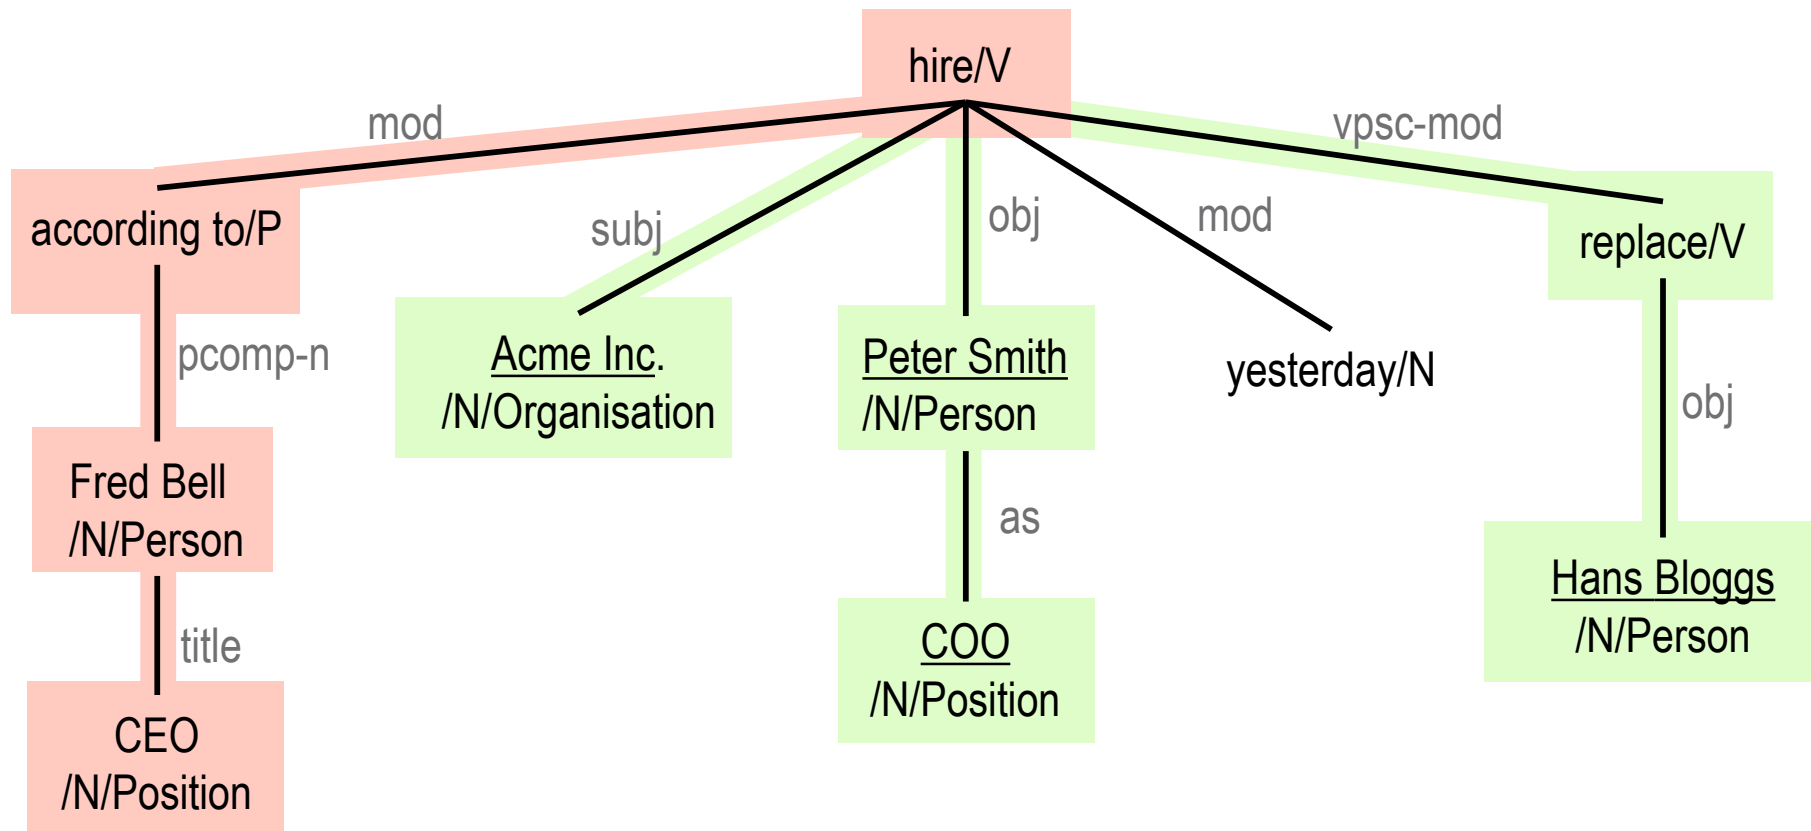 hire/V
mod
vpsc-mod
according to/P
subj
obj
mod
replace/V
pcomp-n
Acme Inc.
/N/Organisation
Peter Smith
/N/Person
yesterday/N
obj
Fred Bell
/N/Person
as
Hans Bloggs
/N/Person
title
COO
/N/Position
CEO
/N/Position